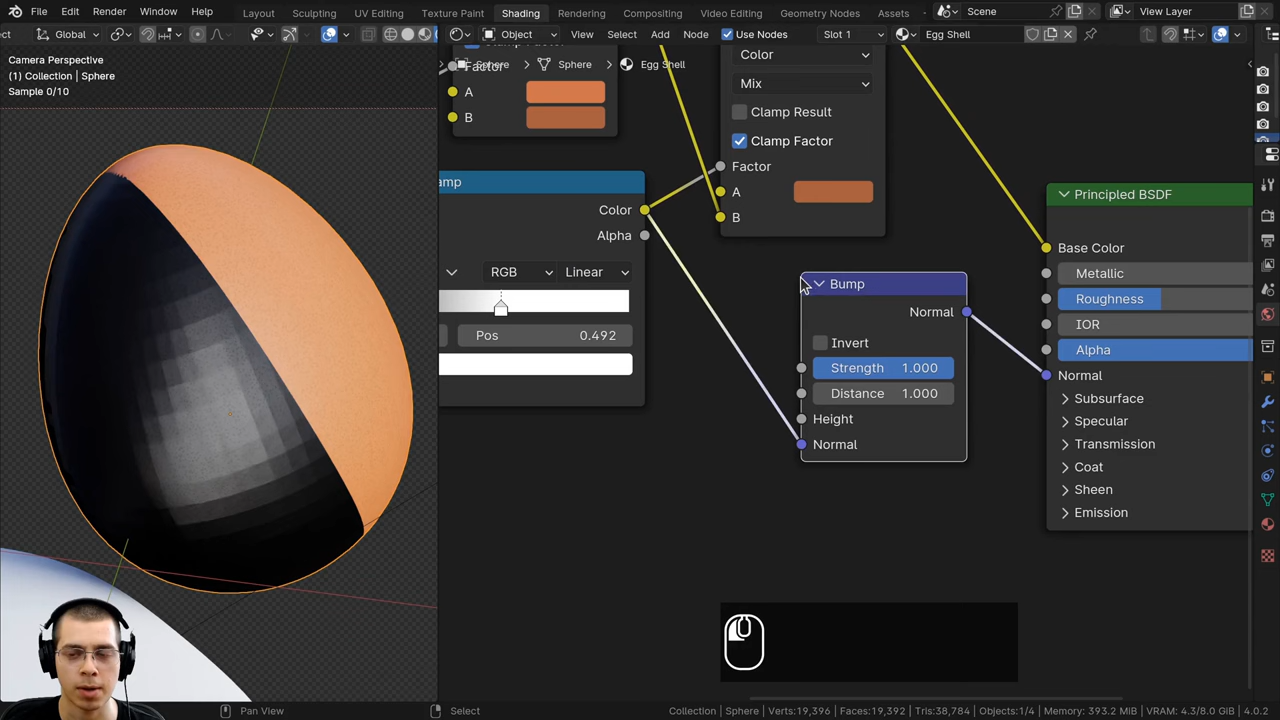 File Edit Render Window Help Layout Sculpting UV Editing Texture Paint Shading Rendering Compositing Video Editing Geometry Nodes Assets Scene View Layer
ect Global Object View Select Add Node Use Nodes Slot 1 Egg Shell
Camera Perspective
(1) Collection | Sphere
Sample 0/10
Clamp Factor
Factor
Sphere > Sphere > Egg Shell
A
B
Color
Mix
Clamp Result
Clamp Factor
Factor
A
B
amp
Color
Alpha
RGB Linear
Pos 0.492
Bump
Normal
Invert
Strength 1.000
Distance 1.000
Height
Normal
Principled BSDF
Base Color
Metallic
Roughness
IOR
Alpha
Normal
Subsurface
Specular
Transmission
Coat
Sheen
Emission
Pan View Select Collection | Sphere | Verts:19,396 | Faces:19,392 | Tris:38,784 | Objects:1/4 | Memory: 393.2 MiB | VRAM: 4.3/8.0 GiB | 4.0.2